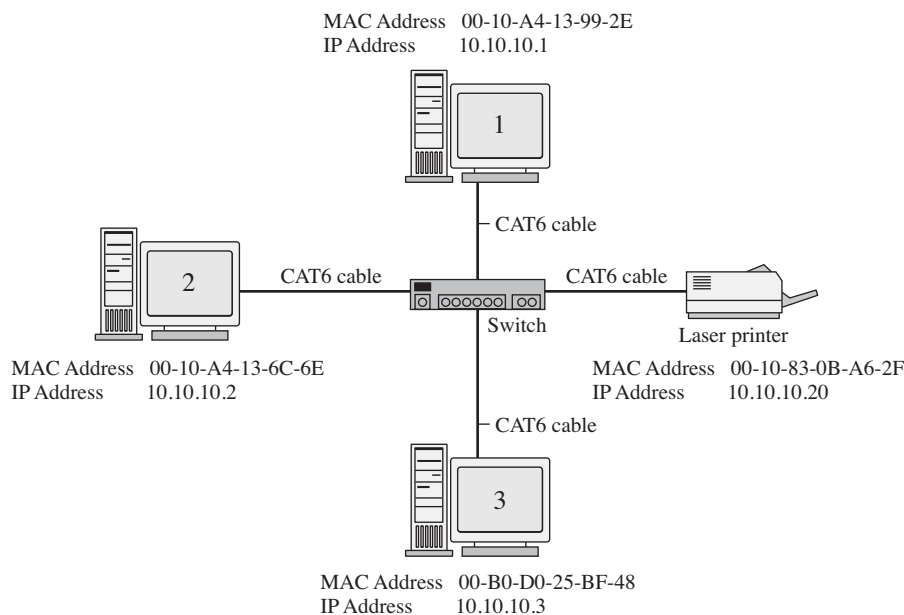 MAC Address 00-10-A4-13-99-2E
IP Address 10.10.10.1
1
CAT6 cable
2
CAT6 cable
CAT6 cable
Switch
Laser printer
MAC Address 00-10-A4-13-6C-6E
IP Address 10.10.10.2
MAC Address 00-10-83-0B-A6-2F
IP Address 10.10.10.20
CAT6 cable
3
MAC Address 00-B0-D0-25-BF-48
IP Address 10.10.10.3